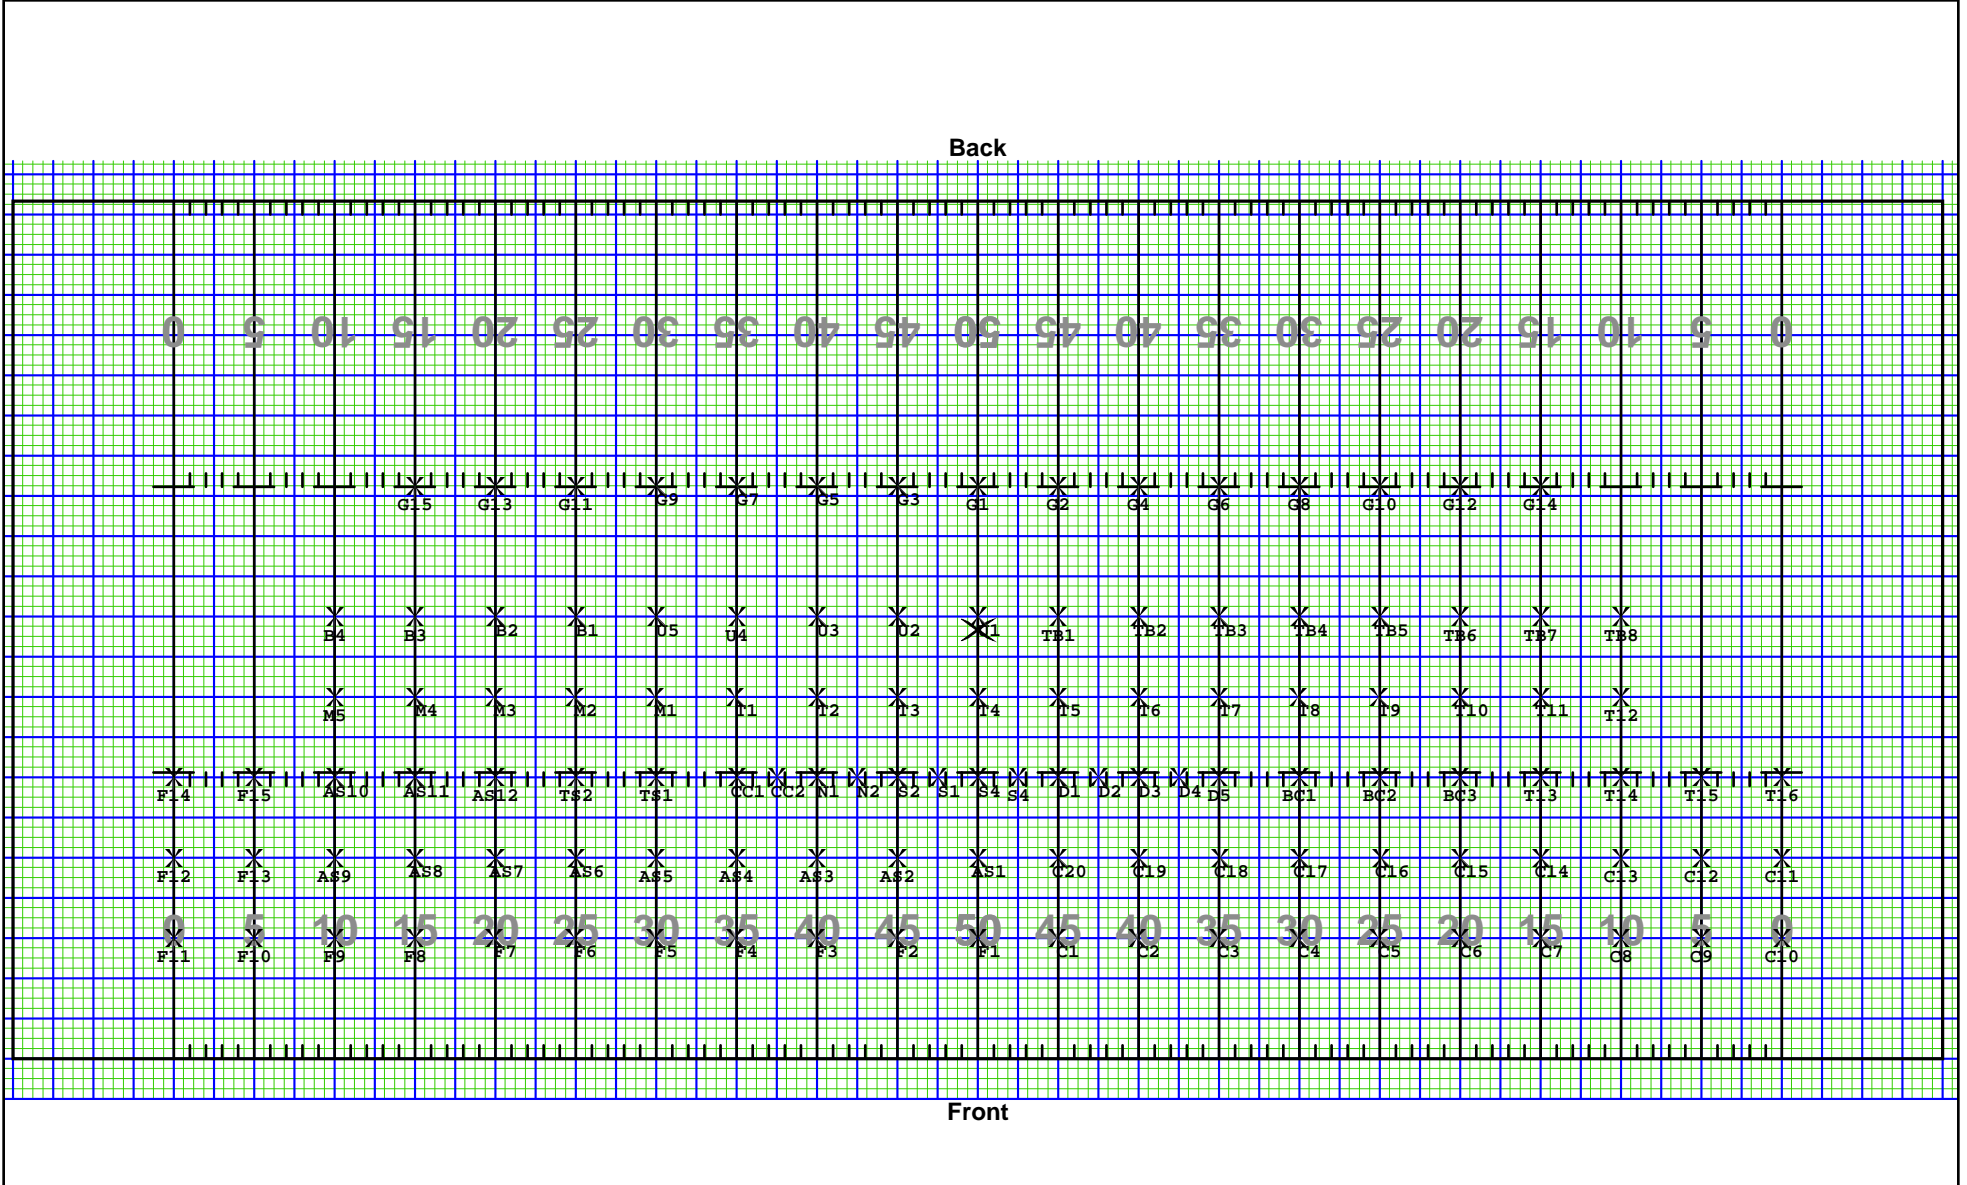 Back
0 5 10 15 20 25 30 35 40 45 50 45 40 35 30 25 20 15 10 5 0
G15 G13 G11 G9 G7 G5 G3 G1 G2 G4 G6 G8 G10 G12 G14
B4 B3 B2 B1 U5 U4 U3 U2 TB1 TB2 TB3 TB4 TB5 TB6 TB7 TB8
M5 M4 M3 M2 M1 T1 T2 T3 T4 T5 T6 T7 T8 T9 T10 T11 T12
F14 F15 AS10 AS11 AS12 TS2 TS1 CC1 CC2 N1 N2 S2 S1 S4 S4 D1 D2 D3 D4 D5 BC1 BC2 BC3 T13 T14 T15 T16
F12 F13 AS9 AS8 AS7 AS6 AS5 AS4 AS3 AS2 AS1 C20 C19 C18 C17 C16 C15 C14 C13 C12 C11
0 5 10 15 20 25 30 35 40 45 50 45 40 35 30 25 20 15 10 5 0
F11 F10 F9 F8 F7 F6 F5 F4 F3 F2 F1 C1 C2 C3 C4 C5 C6 C7 C8 C9 C10
Front